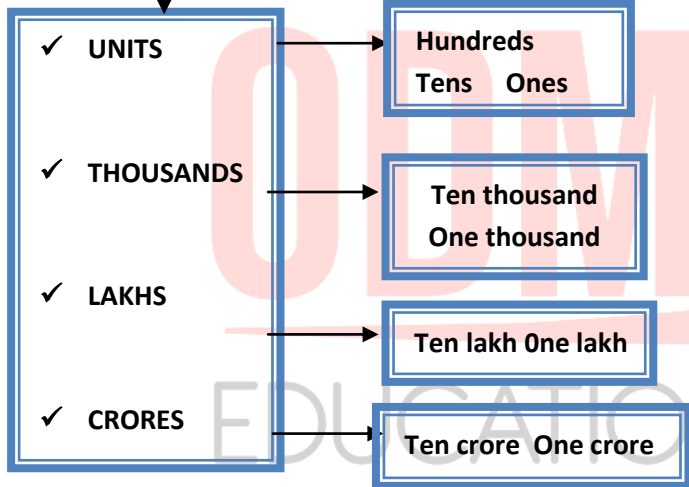 ✓ UNITS
Hundreds
Tens Ones
✓ THOUSANDS
Ten thousand
One thousand
✓ LAKHS
Ten lakh 0ne lakh
✓ CRORES
Ten crore One crore
ODM
EDUCATIO